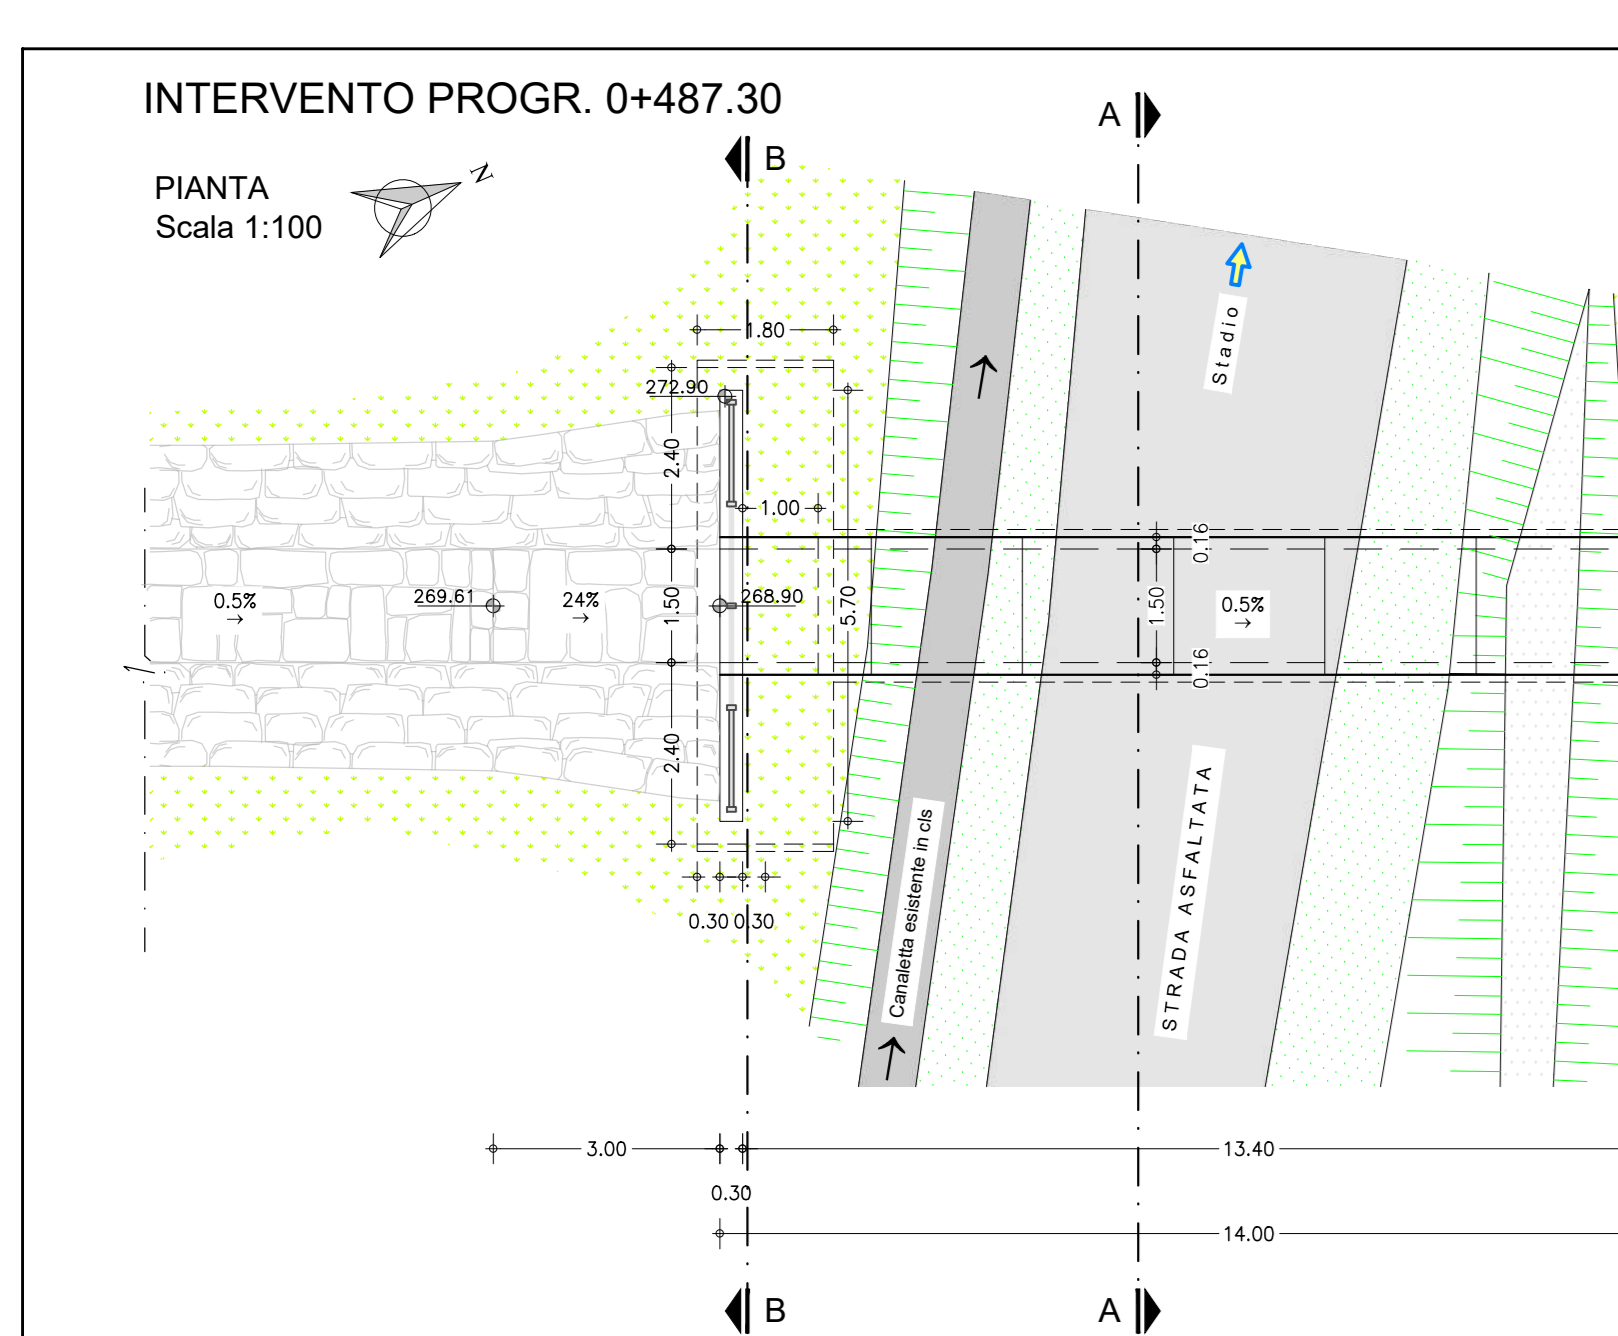 INTERVENTO PROGR. 0+487.30
A
B
PIANTA
Scala 1:100
N
Stadio
1.80
272.90
2.40
1.00
0.16
0.5%
→
269.61
24%
→
1.50
268.90
5.70
1.50
0.5%
→
0.16
1
2.40
STRADA ASFALTATA
Canaletta esistente in cls
0.30 0.30
3.00
13.40
0.30
14.00
B
A